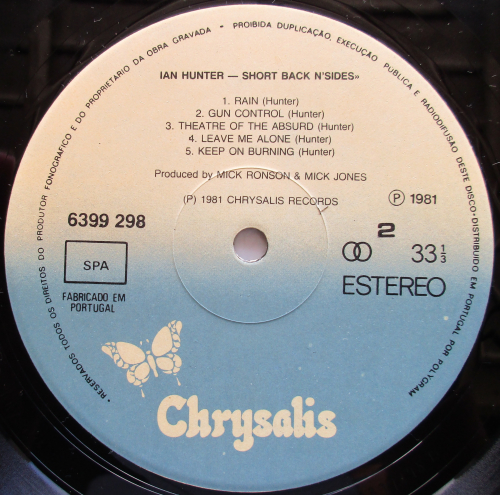 • RESERVADOS TODOS OS DIREITOS DO PRODUTOR FONOGRÁFICO E DO PROPRIETÁRIO DA OBRA GRAVADA - PROIBIDA DUPLICAÇÃO, EXECUÇÃO PÚBLICA E RADIODIFUSÃO DESTE DISCO • DISTRIBUIDO EM PORTUGAL POR POLYGRAM
IAN HUNTER — SHORT BACK N'SIDES»
1. RAIN (Hunter)
2. GUN CONTROL (Hunter)
3. THEATRE OF THE ABSURD (Hunter)
4. LEAVE ME ALONE (Hunter)
5. KEEP ON BURNING (Hunter)
Produced by MICK RONSON & MICK JONES
(P) 1981 CHRYSALIS RECORDS
Ⓟ 1981
6399 298
2
SPA
33 1/3
ESTEREO
FABRICADO EM
PORTUGAL
Chrysalis